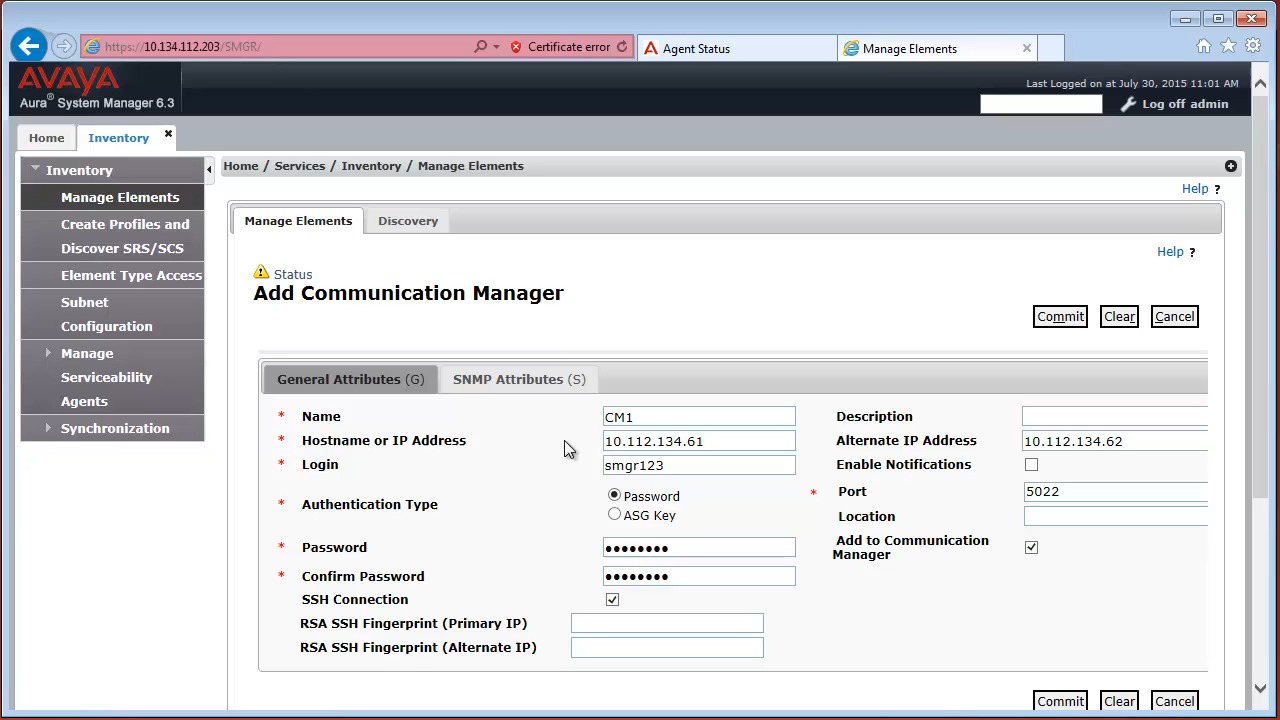 https://10.134.112.203/SMGR/
Certificate error
Agent Status
Manage Elements
AVAYA
Aura® System Manager 6.3
Last Logged on at July 30, 2015 11:01 AM
Log off admin
Home
Inventory
Inventory
Manage Elements
Create Profiles and
Discover SRS/SCS
Element Type Access
Subnet
Configuration
Manage
Serviceability
Agents
Synchronization
Home / Services / Inventory / Manage Elements
Help ?
Manage Elements
Discovery
Help ?
Status
Add Communication Manager
Commit
Clear
Cancel
General Attributes (G)
SNMP Attributes (S)
* Name CM1
Description
* Hostname or IP Address 10.112.134.61
Alternate IP Address 10.112.134.62
* Login smgr123
Enable Notifications
* Authentication Type
Password
ASG Key
* Port 5022
Location
* Password ••••••••
Add to Communication
Manager
* Confirm Password ••••••••
SSH Connection
RSA SSH Fingerprint (Primary IP)
RSA SSH Fingerprint (Alternate IP)
Commit
Clear
Cancel